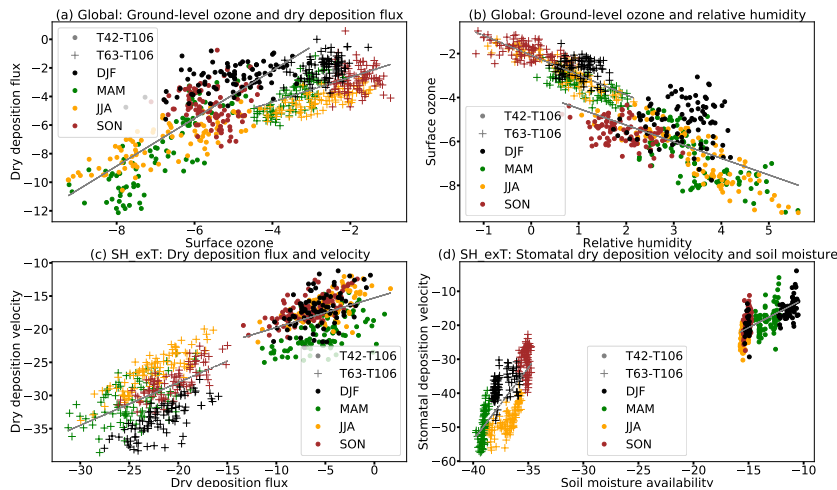 (a) Global: Ground-level ozone and dry deposition flux
Dry deposition flux
0
−2
−4
−6
−8
−10
−12
T42-T106
T63-T106
DJF
MAM
JJA
SON
−8
−6
−4
−2
Surface ozone
(b) Global: Ground-level ozone and relative humidity
Surface ozone
−2
−4
−6
−8
T42-T106
T63-T106
DJF
MAM
JJA
SON
−1
0
1
2
3
4
5
Relative humidity
(c) SH_exT: Dry deposition flux and velocity
Dry deposition velocity
−10
−15
−20
−25
−30
−35
T42-T106
T63-T106
DJF
MAM
JJA
SON
−30
−20
−10
0
Dry deposition flux
(d) SH_exT: Stomatal dry deposition velocity and soil moisture
Stomatal deposition velocity
0
−10
−20
−30
−40
−50
−60
T42-T106
T63-T106
DJF
MAM
JJA
SON
−40
−35
−30
−25
−20
−15
−10
Soil moisture availability